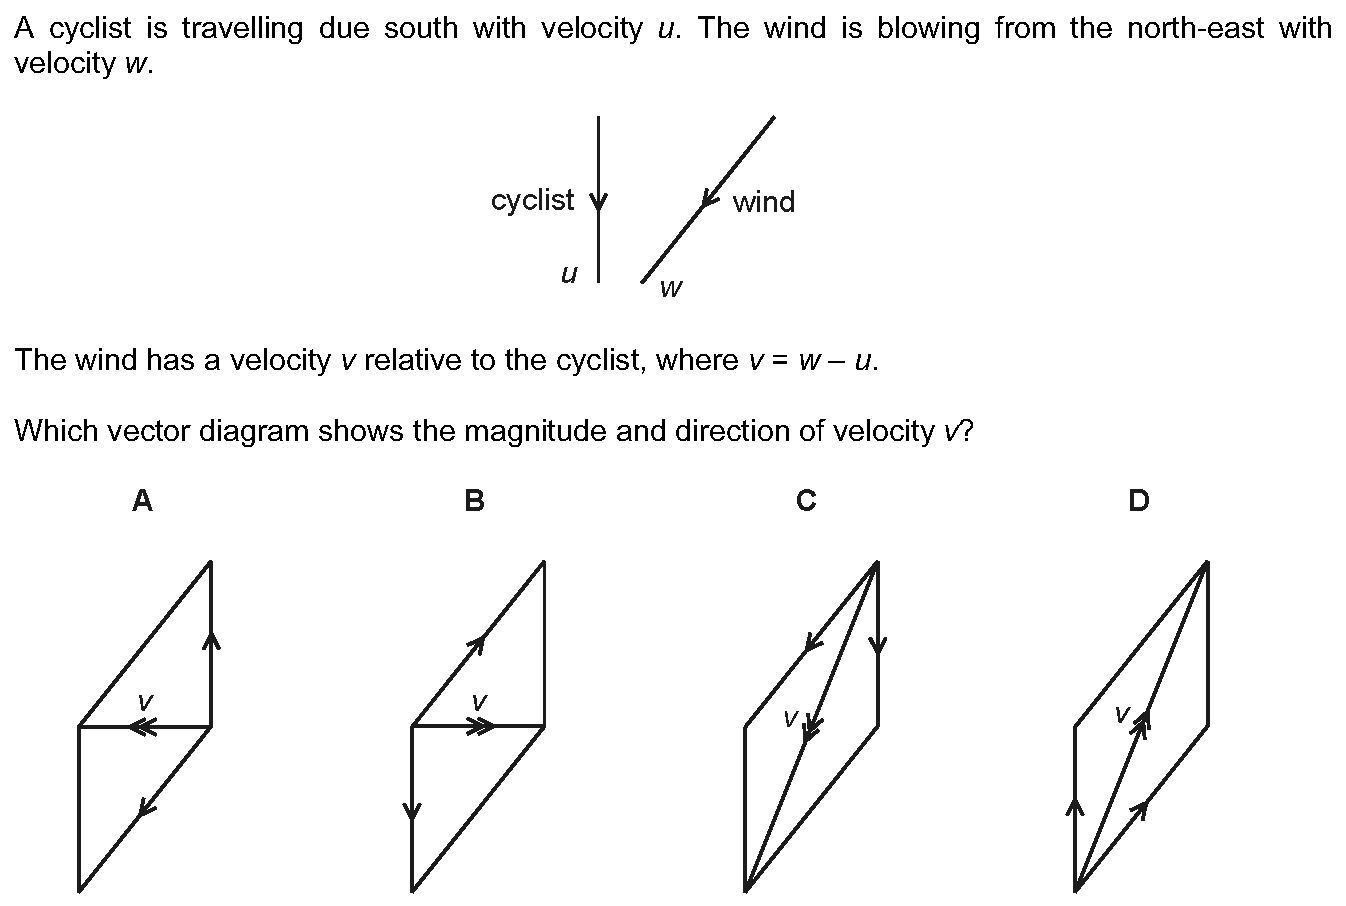 A cyclist is travelling due south with velocity u. The wind is blowing from the north-east with
velocity w.
cyclist
wind
u
w
The wind has a velocity v relative to the cyclist, where v = w – u.
Which vector diagram shows the magnitude and direction of velocity v?
A B C D
v v v v